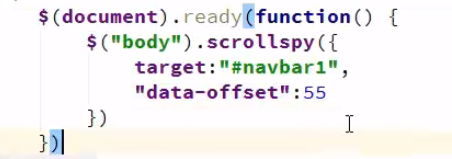 $(document).ready(function() {
$("body").scrollspy({
target:"#navbar1",
"data-offset":55
})
})